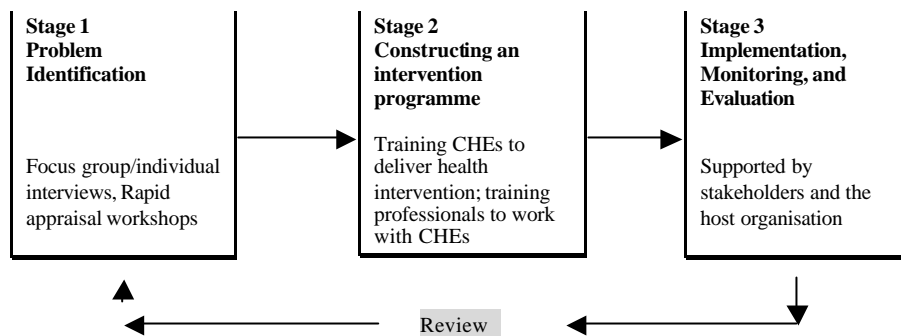 Stage 1
Problem
Identification
Focus group/individual
interviews, Rapid
appraisal workshops
Stage 2
Constructing an
intervention
programme
Training CHEs to
deliver health
intervention; training
professionals to work
with CHEs
Stage 3
Implementation,
Monitoring, and
Evaluation
Supported by
stakeholders and the
host organisation
Review